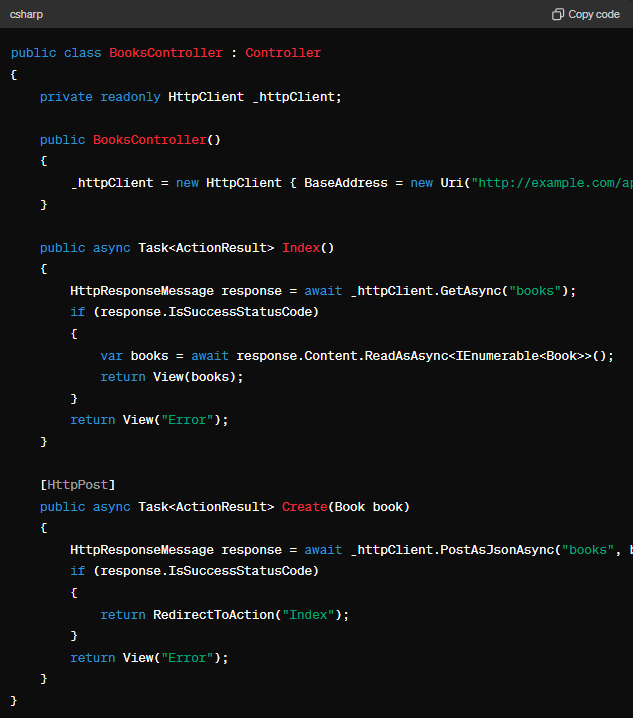 csharp
Copy code
public class BooksController : Controller
{
    private readonly HttpClient _httpClient;
    public BooksController()
    {
        _httpClient = new HttpClient { BaseAddress = new Uri("http://example.com/ap
    }
    public async Task<ActionResult> Index()
    {
        HttpResponseMessage response = await _httpClient.GetAsync("books");
        if (response.IsSuccessStatusCode)
        {
            var books = await response.Content.ReadAsAsync<IEnumerable<Book>>();
            return View(books);
        }
        return View("Error");
    }
    [HttpPost]
    public async Task<ActionResult> Create(Book book)
    {
        HttpResponseMessage response = await _httpClient.PostAsJsonAsync("books", b
        if (response.IsSuccessStatusCode)
        {
            return RedirectToAction("Index");
        }
        return View("Error");
    }
}